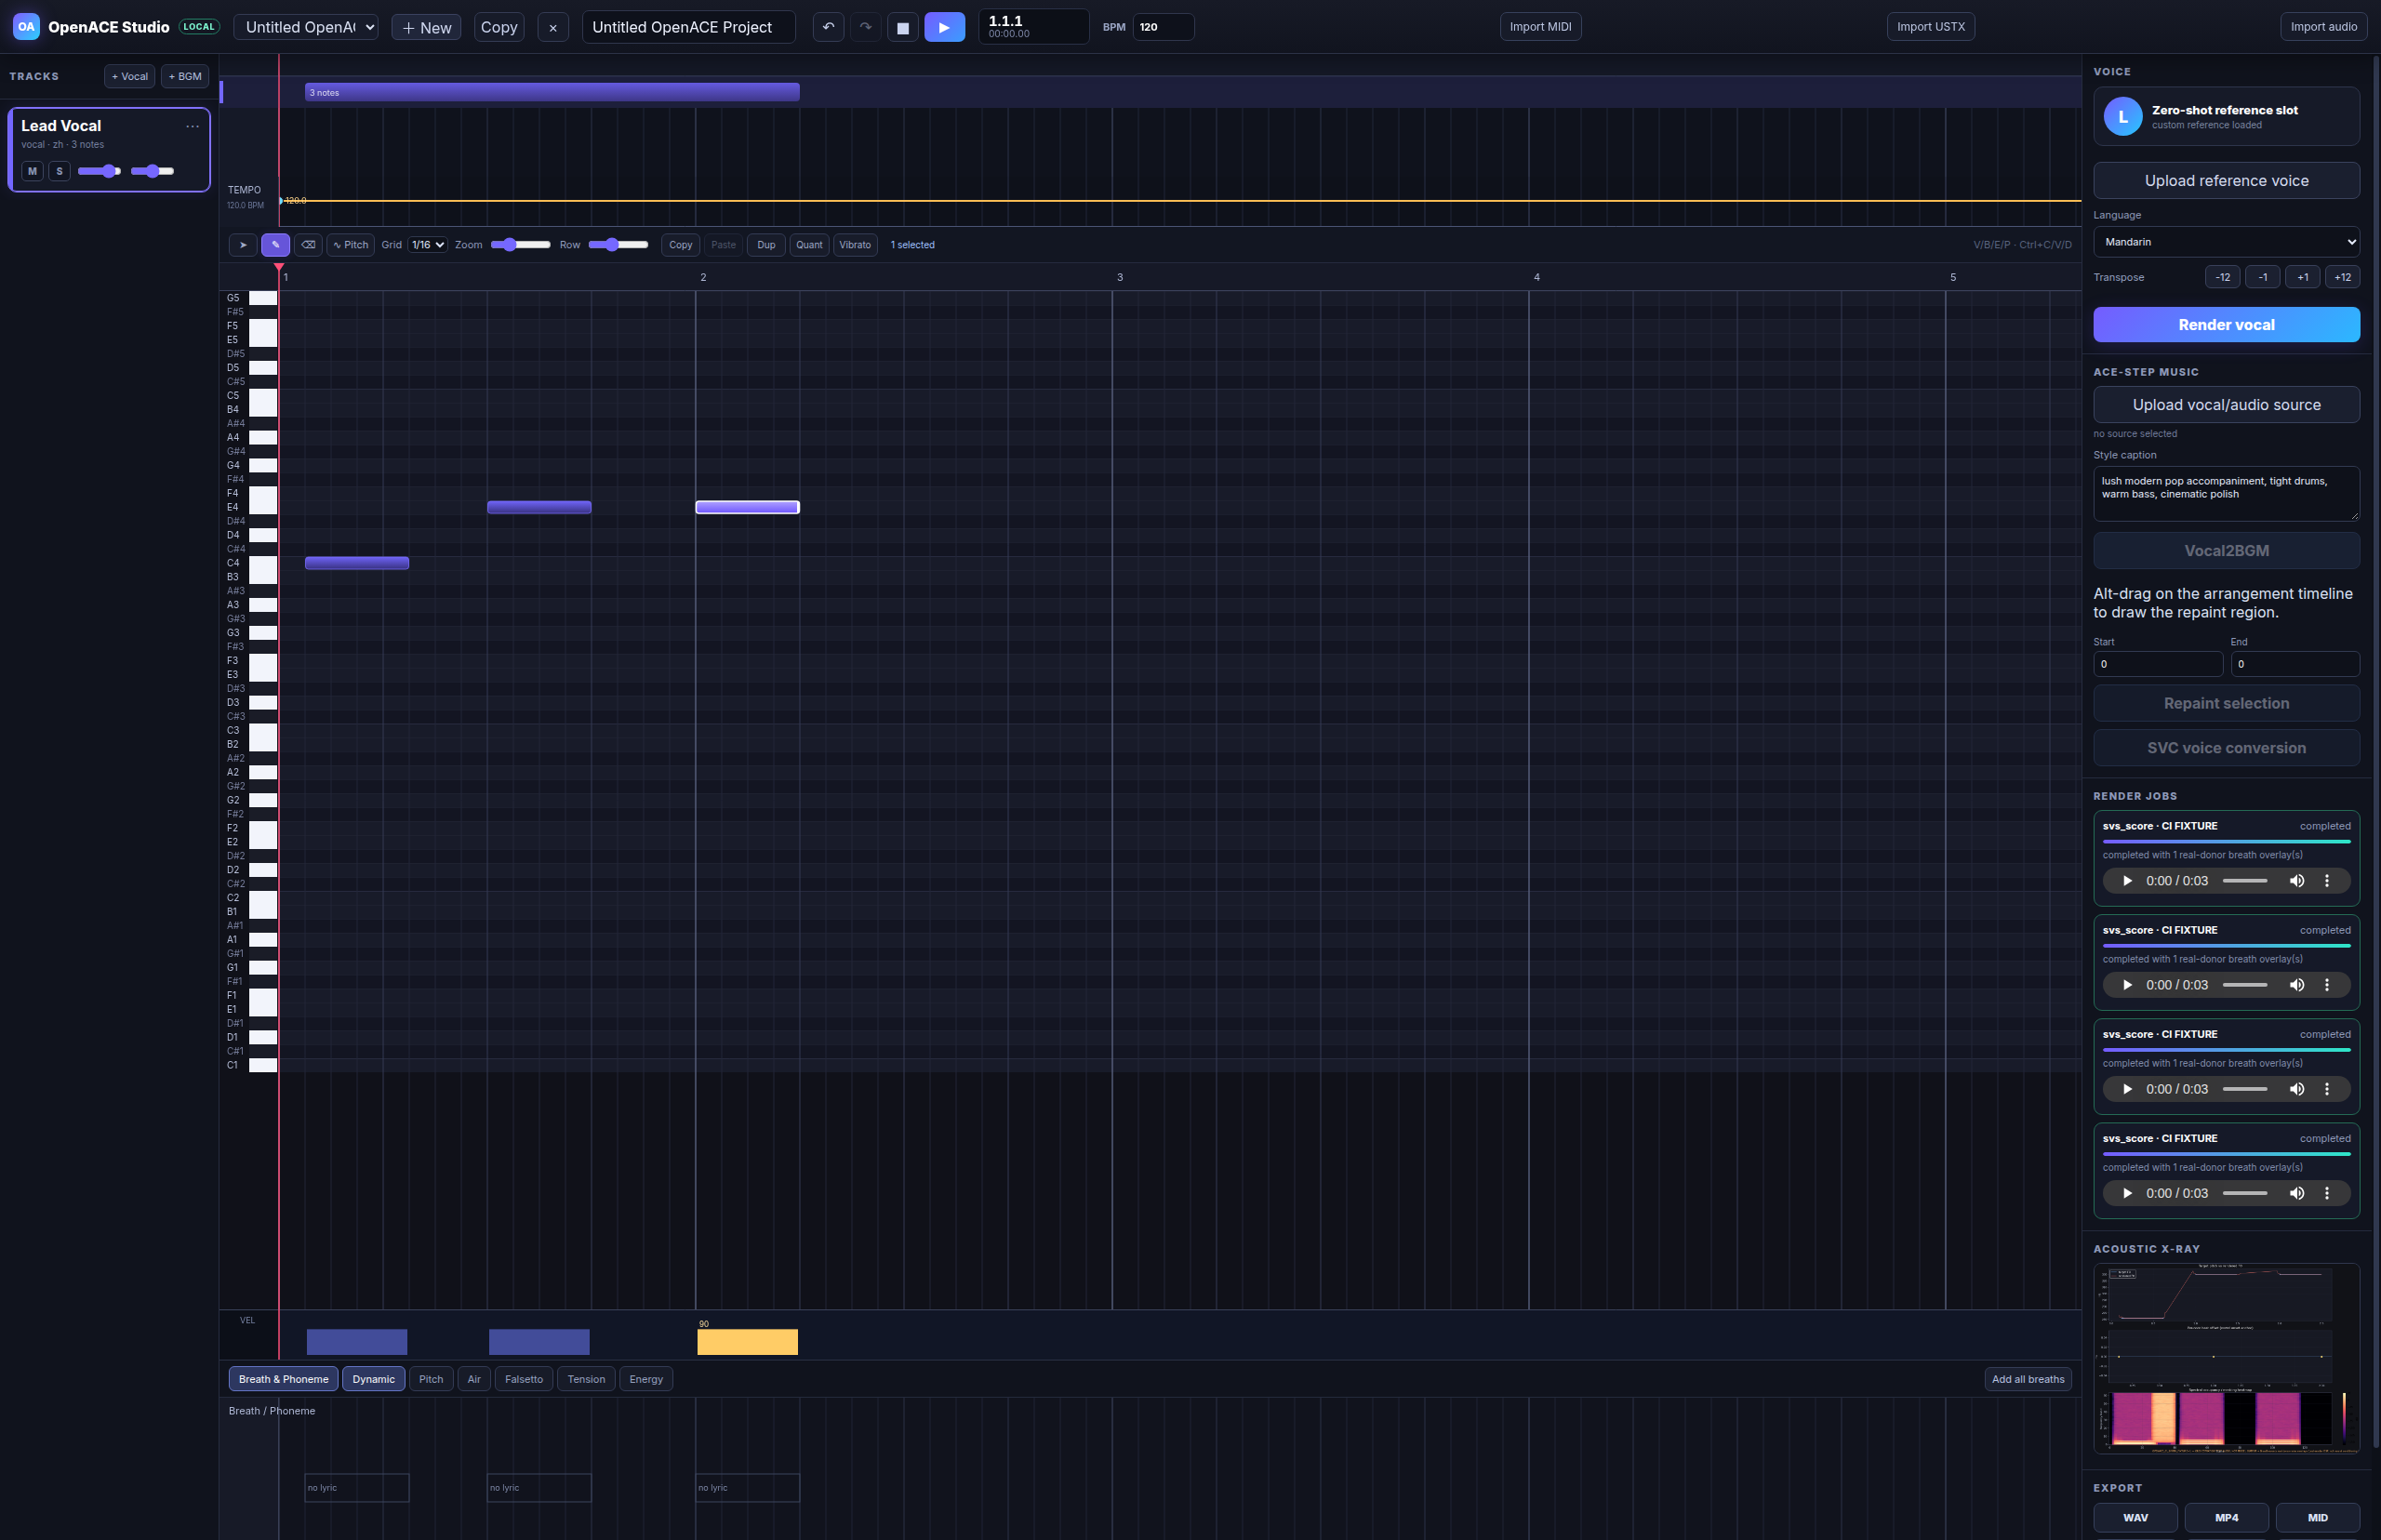 OA OpenACE Studio LOCAL Untitled OpenA + New Copy × Untitled OpenACE Project 1.1.1 00:00.00 BPM 120 Import MIDI Import USTX Import audio
TRACKS + Vocal + BGM
Lead Vocal ...
vocal · zh · 3 notes
M S
3 notes
TEMPO
120.0 BPM
120.0
Pitch Grid 1/16 Zoom Row Copy Paste Dup Quant Vibrato 1 selected V/B/E/P · Ctrl+C/V/D
1 2 3 4 5
G5
F#5
F5
E5
D#5
D5
C#5
C5
B4
A#4
A4
G#4
G4
F#4
F4
E4
D#4
D4
C#4
C4
B3
A#3
A3
G#3
G3
F#3
F3
E3
D#3
D3
C#3
C3
B2
A#2
A2
G#2
G2
F#2
F2
E2
D#2
D2
C#2
C2
B1
A#1
A1
G#1
G1
F#1
F1
E1
D#1
D1
C#1
C1
VEL
90
Breath & Phoneme Dynamic Pitch Air Falsetto Tension Energy Add all breaths
Breath / Phoneme
no lyric no lyric no lyric
VOICE
L
Zero-shot reference slot
custom reference loaded
Upload reference voice
Language
Mandarin
Transpose -12 -1 +1 +12
Render vocal
ACE-STEP MUSIC
Upload vocal/audio source
no source selected
Style caption
lush modern pop accompaniment, tight drums,
warm bass, cinematic polish
Vocal2BGM
Alt-drag on the arrangement timeline
to draw the repaint region.
Start End
0 0
Repaint selection
SVC voice conversion
RENDER JOBS
svs_score · CI FIXTURE completed
completed with 1 real-donor breath overlay(s)
0:00 / 0:03
svs_score · CI FIXTURE completed
completed with 1 real-donor breath overlay(s)
0:00 / 0:03
svs_score · CI FIXTURE completed
completed with 1 real-donor breath overlay(s)
0:00 / 0:03
svs_score · CI FIXTURE completed
completed with 1 real-donor breath overlay(s)
0:00 / 0:03
ACOUSTIC X-RAY
EXPORT
WAV MP4 MID